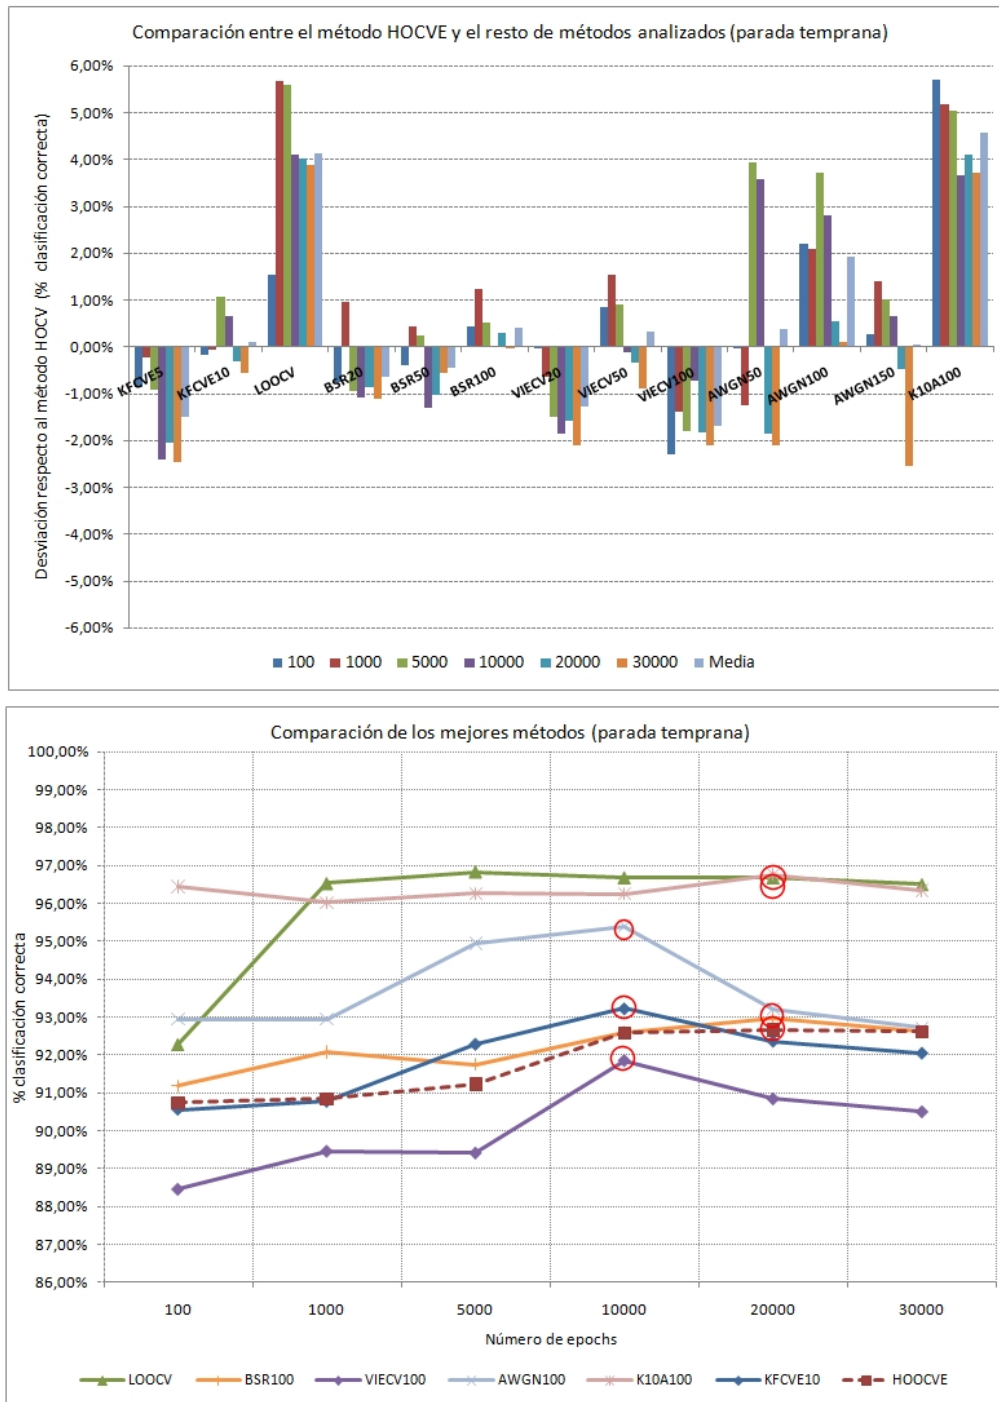 Comparación entre el método HOCVE y el resto de métodos analizados (parada temprana)
Desviación respecto al método HOCV (% clasificación correcta)
6,00%
5,00%
4,00%
3,00%
2,00%
1,00%
0,00%
-1,00%
-2,00%
-3,00%
-4,00%
-5,00%
-6,00%
KFCVE5
KFCVE10
LOOCV
BSR20
BSR50
BSR100
VIECV20
VIECV50
VIECV100
AWGN50
AWGN100
AWGN150
K10A100
100 1000 5000 10000 20000 30000 Media
Comparación de los mejores métodos (parada temprana)
% clasificación correcta
100,00%
99,00%
98,00%
97,00%
96,00%
95,00%
94,00%
93,00%
92,00%
91,00%
90,00%
89,00%
88,00%
87,00%
86,00%
100 1000 5000 10000 20000 30000
Número de epochs
LOOCV BSR100 VIECV100 AWGN100 K10A100 KFCVE10 HOOCVE